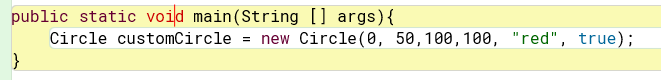 public static void main(String [] args){
Circle customCircle = new Circle(0, 50,100,100, "red", true);
}